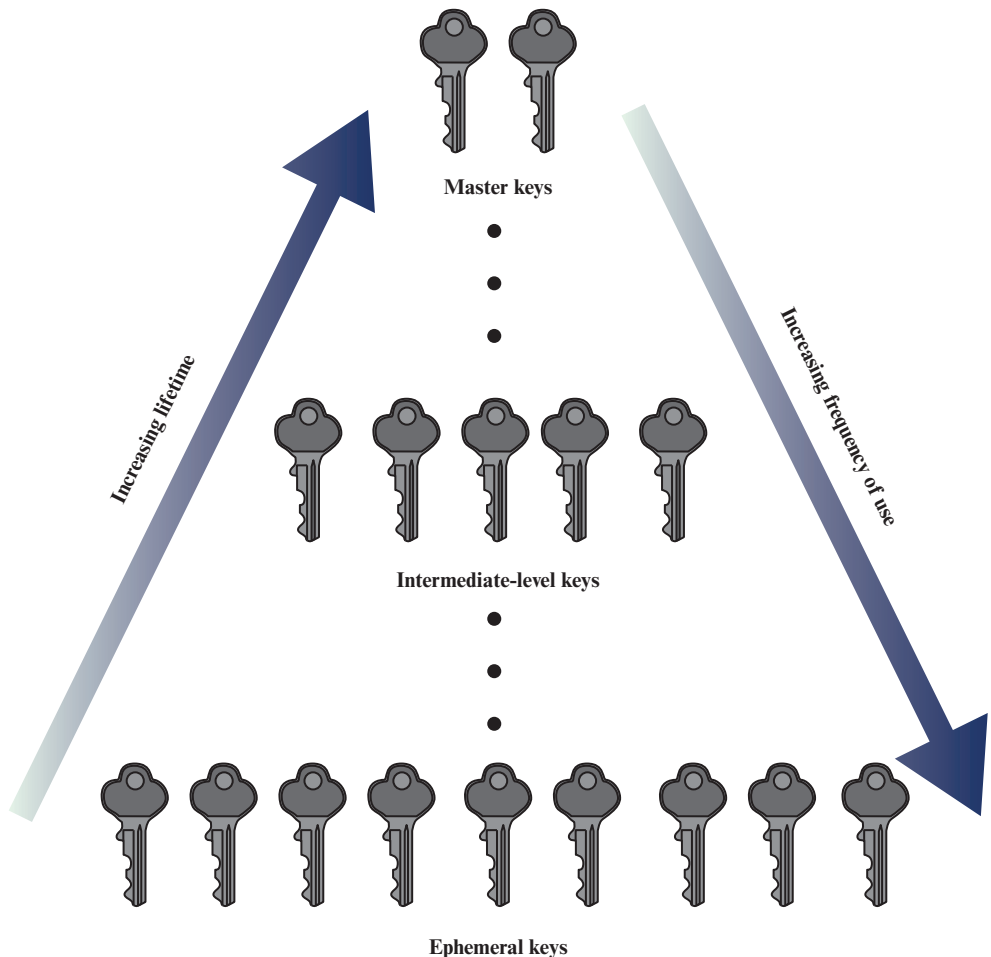 Master keys
Increasing lifetime
Increasing frequency of use
Intermediate-level keys
Ephemeral keys